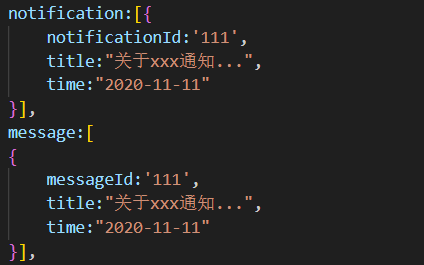 notification:[{
notificationId:'111',
title:"关于xxx通知...",
time:"2020-11-11"
}],
message:[
{
messageId:'111',
title:"关于xxx通知...",
time:"2020-11-11"
}],